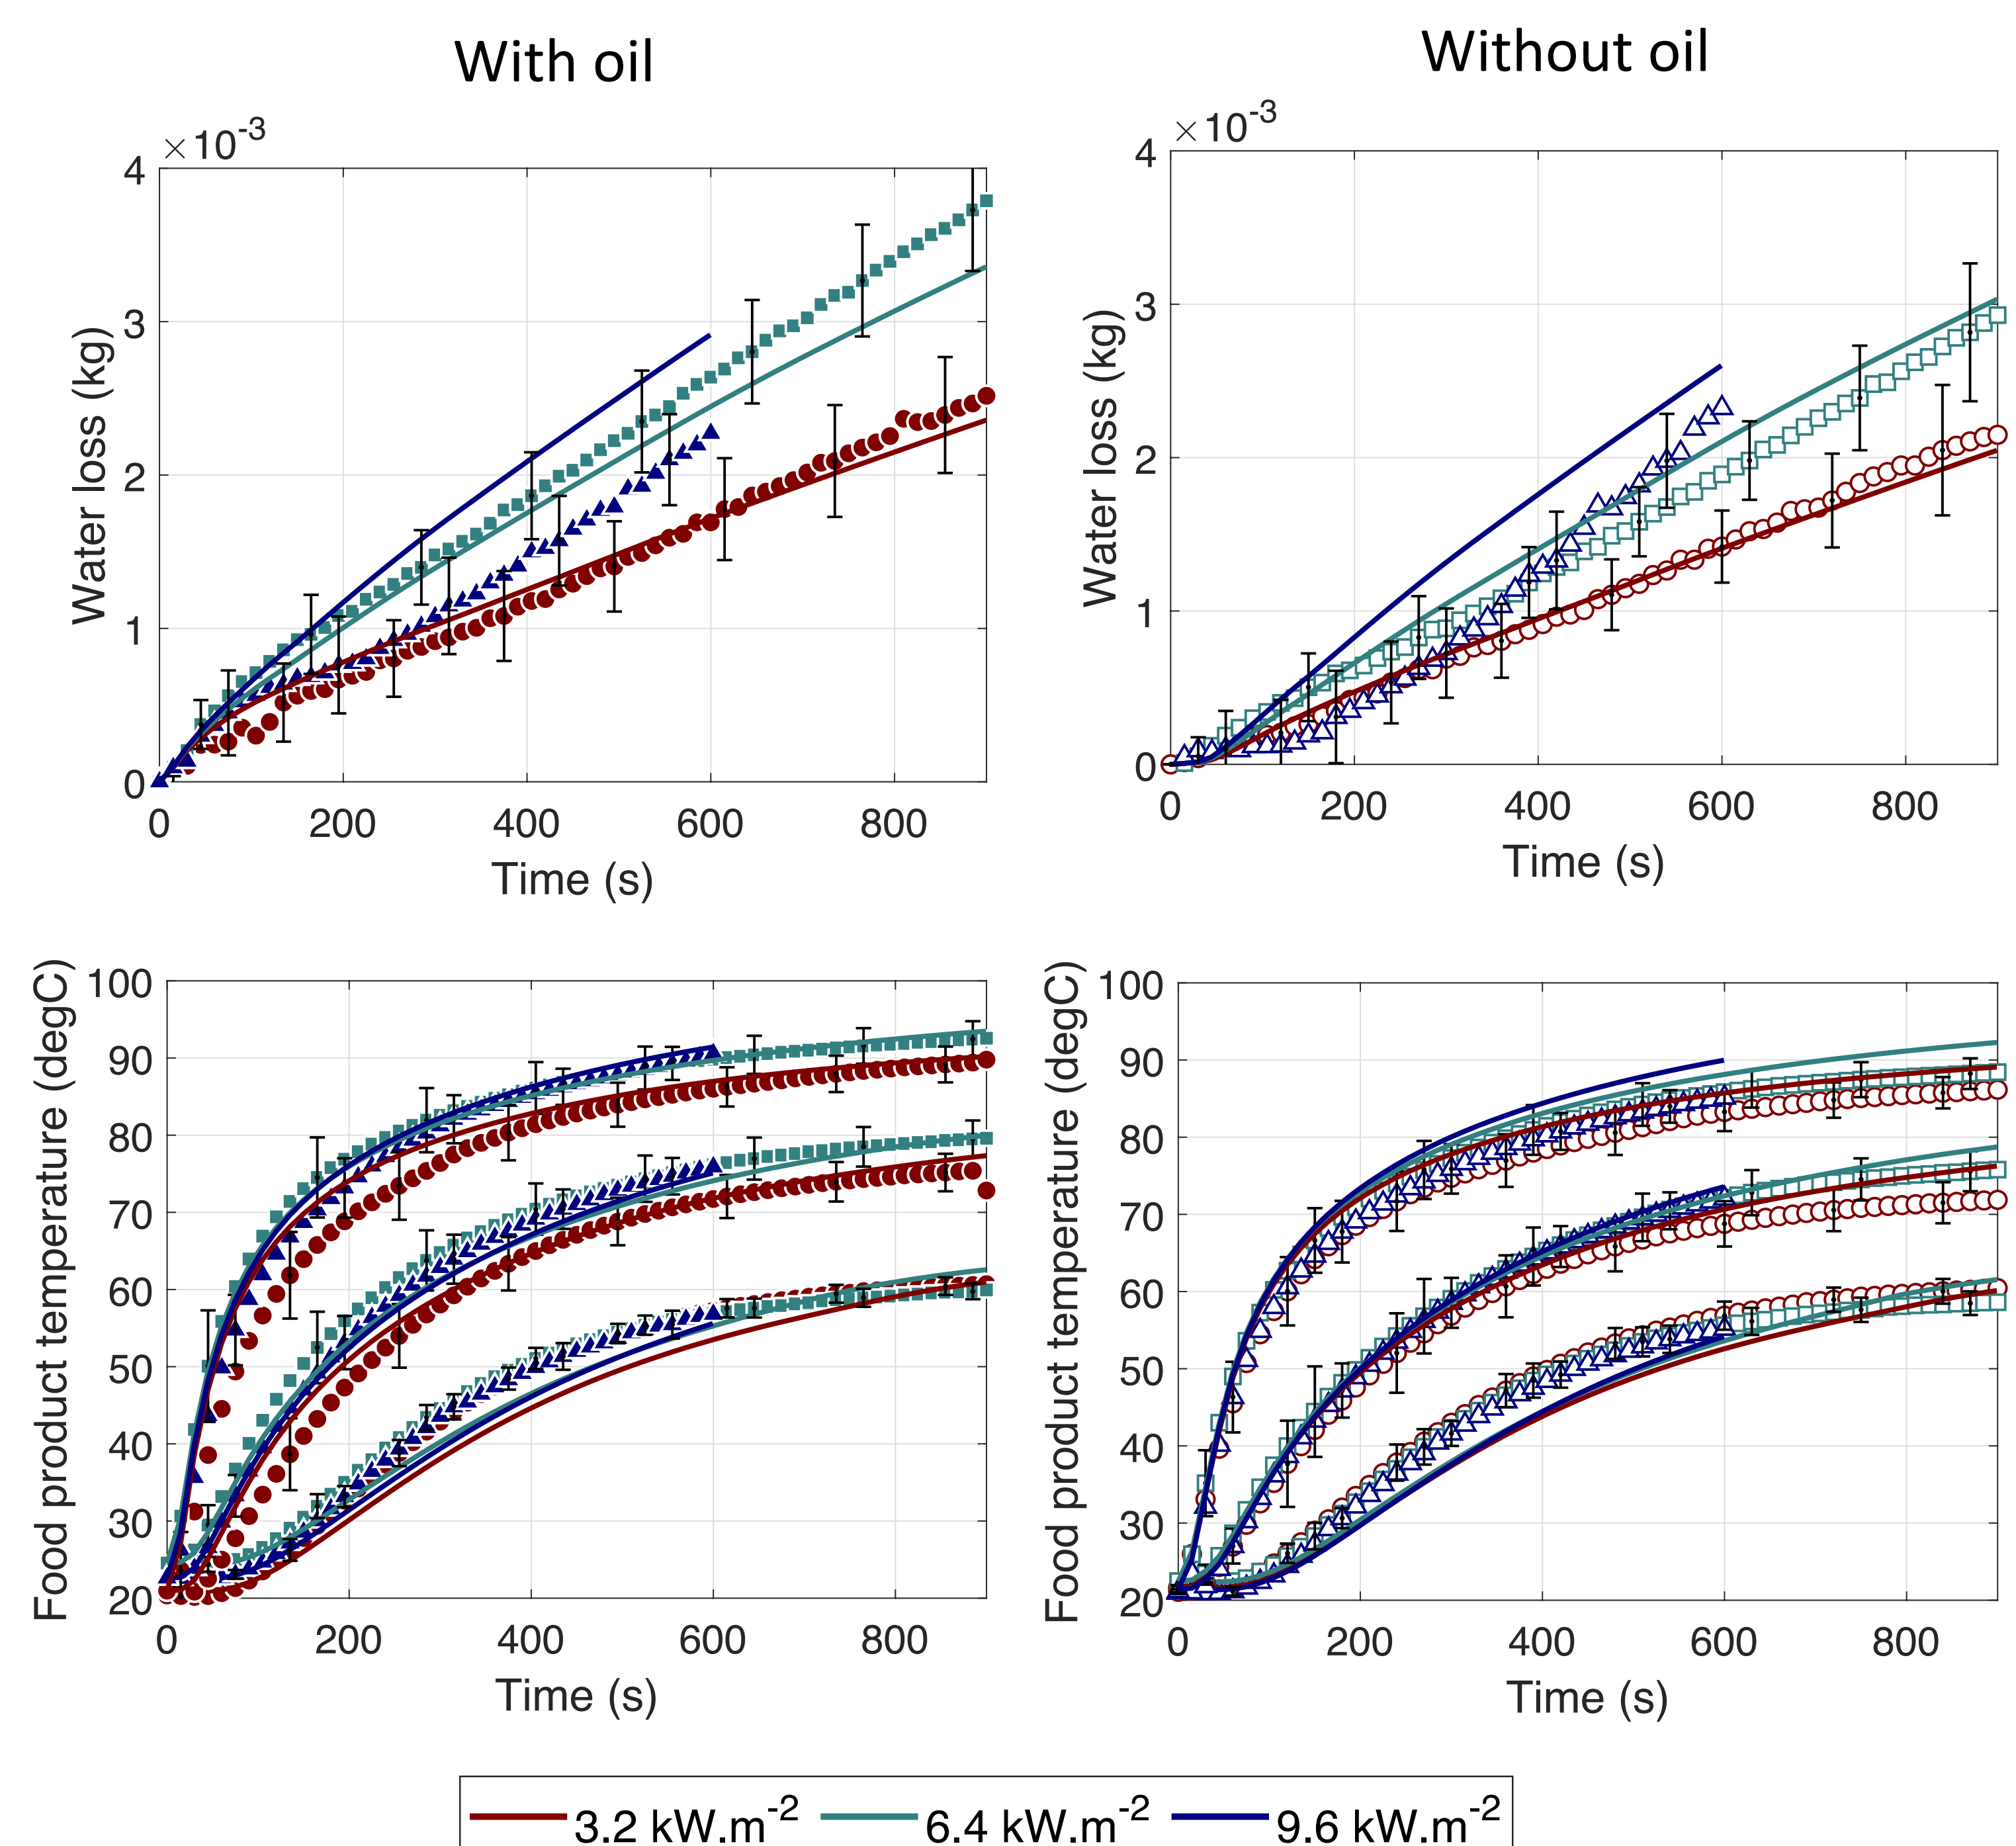 With oil
Without oil
×10-3
4
3
2
1
0
Water loss (kg)
0 200 400 600 800
Time (s)
×10-3
4
3
2
1
0
Water loss (kg)
0 200 400 600 800
Time (s)
100
90
80
70
60
50
40
30
20
Food product temperature (degC)
0 200 400 600 800
Time (s)
100
90
80
70
60
50
40
30
20
Food product temperature (degC)
0 200 400 600 800
Time (s)
3.2 kW.m-2 6.4 kW.m-2 9.6 kW.m-2